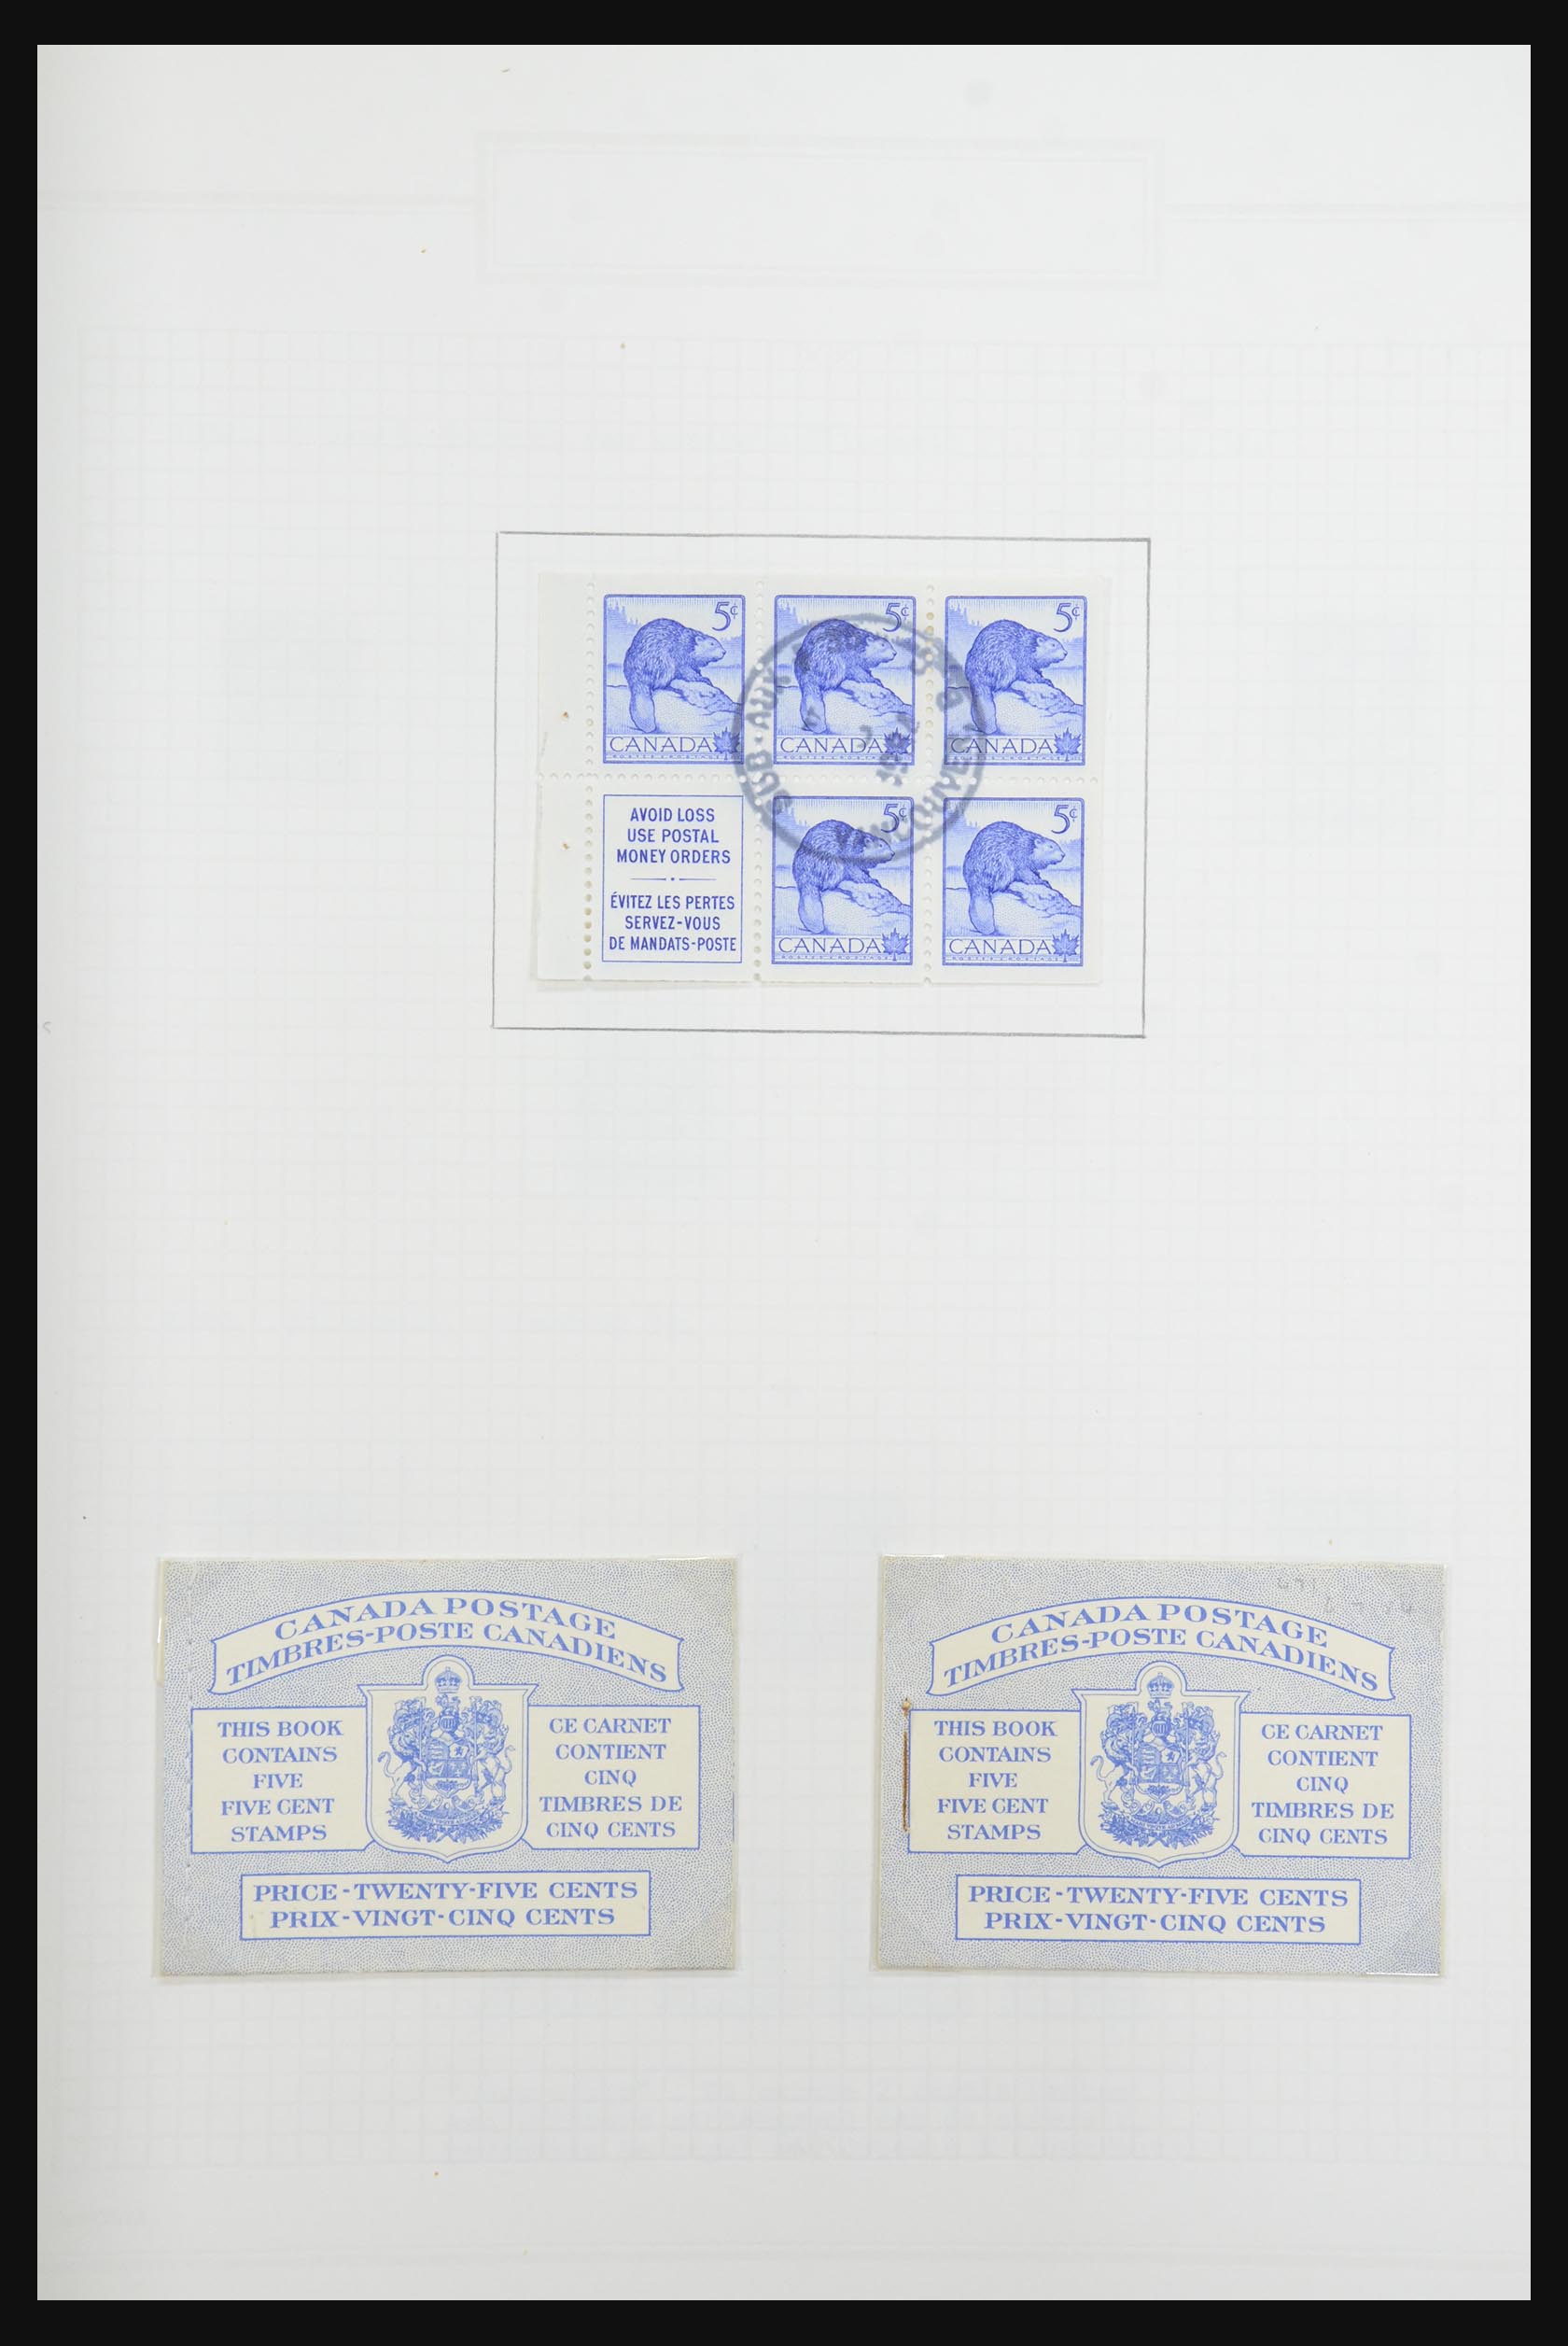 5¢ 5¢ 5¢
CANADA CANADA CANADA
AVOID LOSS
USE POSTAL
MONEY ORDERS
ÉVITEZ LES PERTES
SERVEZ-VOUS
DE MANDATS-POSTE
5¢ 5¢
CANADA CANADA
SUB · AUX
VANCOUVER
CANADA POSTAGE
TIMBRES-POSTE CANADIENS
THIS BOOK
CONTAINS
FIVE
FIVE CENT
STAMPS
CE CARNET
CONTIENT
CINQ
TIMBRES DE
CINQ CENTS
PRICE-TWENTY-FIVE CENTS
PRIX-VINGT-CINQ CENTS
CANADA POSTAGE
TIMBRES-POSTE CANADIENS
THIS BOOK
CONTAINS
FIVE
FIVE CENT
STAMPS
CE CARNET
CONTIENT
CINQ
TIMBRES DE
CINQ CENTS
PRICE-TWENTY-FIVE CENTS
PRIX-VINGT-CINQ CENTS